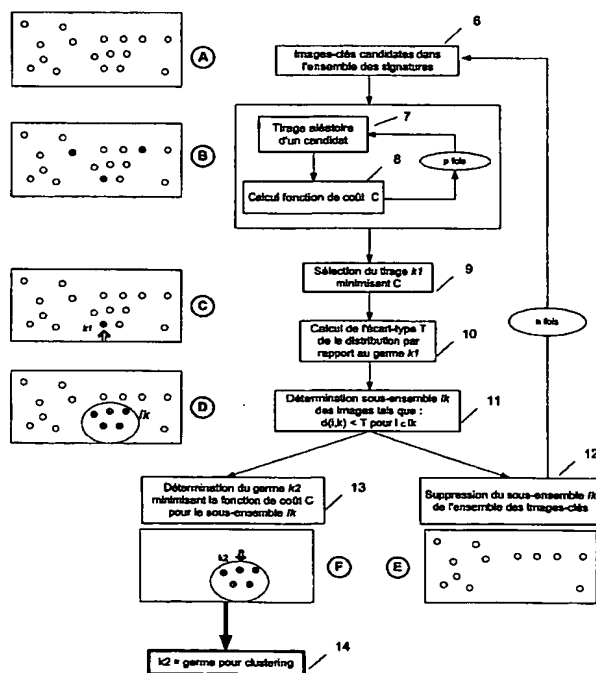 6
Images-clés candidates dans
l'ensemble des signatures
A
7
Tirage aléatoire
d'un candidat
B
p fois
8
Calcul fonction de coût C
Sélection du tirage k1
minimisant C
9
C
k1
n fois
Calcul de l'écart-type T
de le distribution par
rapport au germe k1
10
D
Ik
Détermination sous-ensemble Ik
des images tels que :
d(i,k) < T pour I ⊂ Ik
11
12
Détermination du germe k2
minimisant la fonction de coût C
pour le sous-ensemble Ik
13
Suppression du sous-ensemble Ik
de l'ensemble des Images-clés
k2
F
E
k2 = germe pour clustering
14